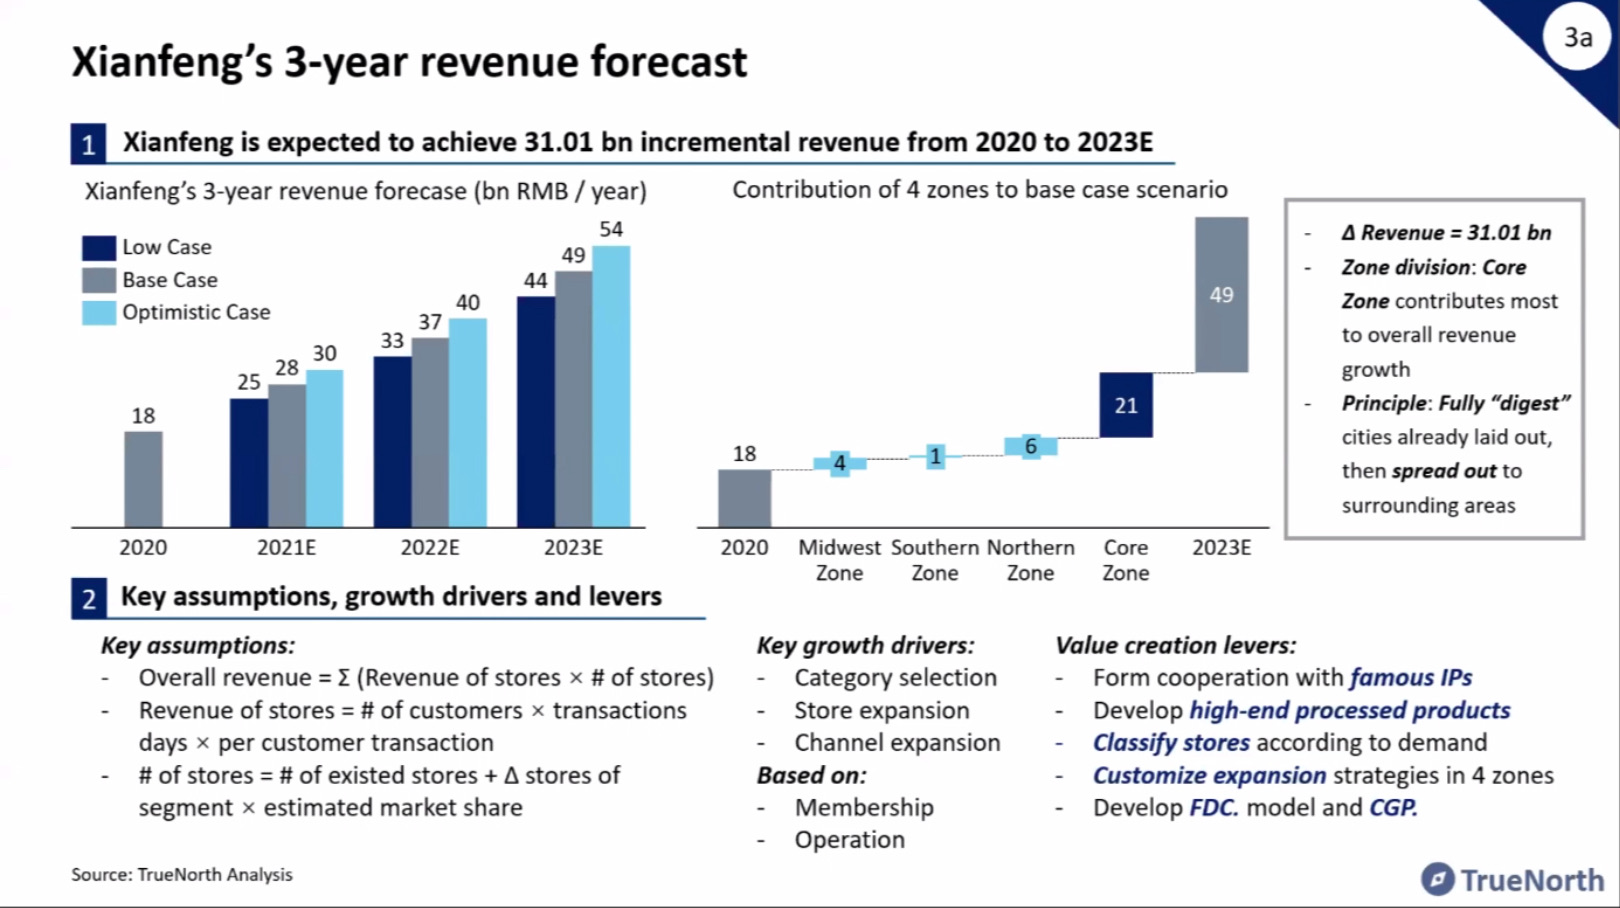 3a
Xianfeng's 3-year revenue forecast
1
Xianfeng is expected to achieve 31.01 bn incremental revenue from 2020 to 2023E
Xianfeng's 3-year revenue forecase (bn RMB / year)
Low Case
Base Case
Optimistic Case
18
25
28
30
33
37
40
44
49
54
2020
2021E
2022E
2023E
Contribution of 4 zones to base case scenario
18
4
1
6
21
49
2020
Midwest
Zone
Southern
Zone
Northern
Zone
Core
Zone
2023E
- Δ Revenue = 31.01 bn
- Zone division: Core
Zone contributes most
to overall revenue
growth
- Principle: Fully “digest”
cities already laid out,
then spread out to
surrounding areas
2
Key assumptions, growth drivers and levers
Key assumptions:
- Overall revenue = Σ (Revenue of stores × # of stores)
- Revenue of stores = # of customers × transactions
days × per customer transaction
- # of stores = # of existed stores + Δ stores of
segment × estimated market share
Key growth drivers:
- Category selection
- Store expansion
- Channel expansion
Based on:
- Membership
- Operation
Value creation levers:
- Form cooperation with famous IPs
- Develop high-end processed products
- Classify stores according to demand
- Customize expansion strategies in 4 zones
- Develop FDC. model and CGP.
Source: TrueNorth Analysis
TrueNorth